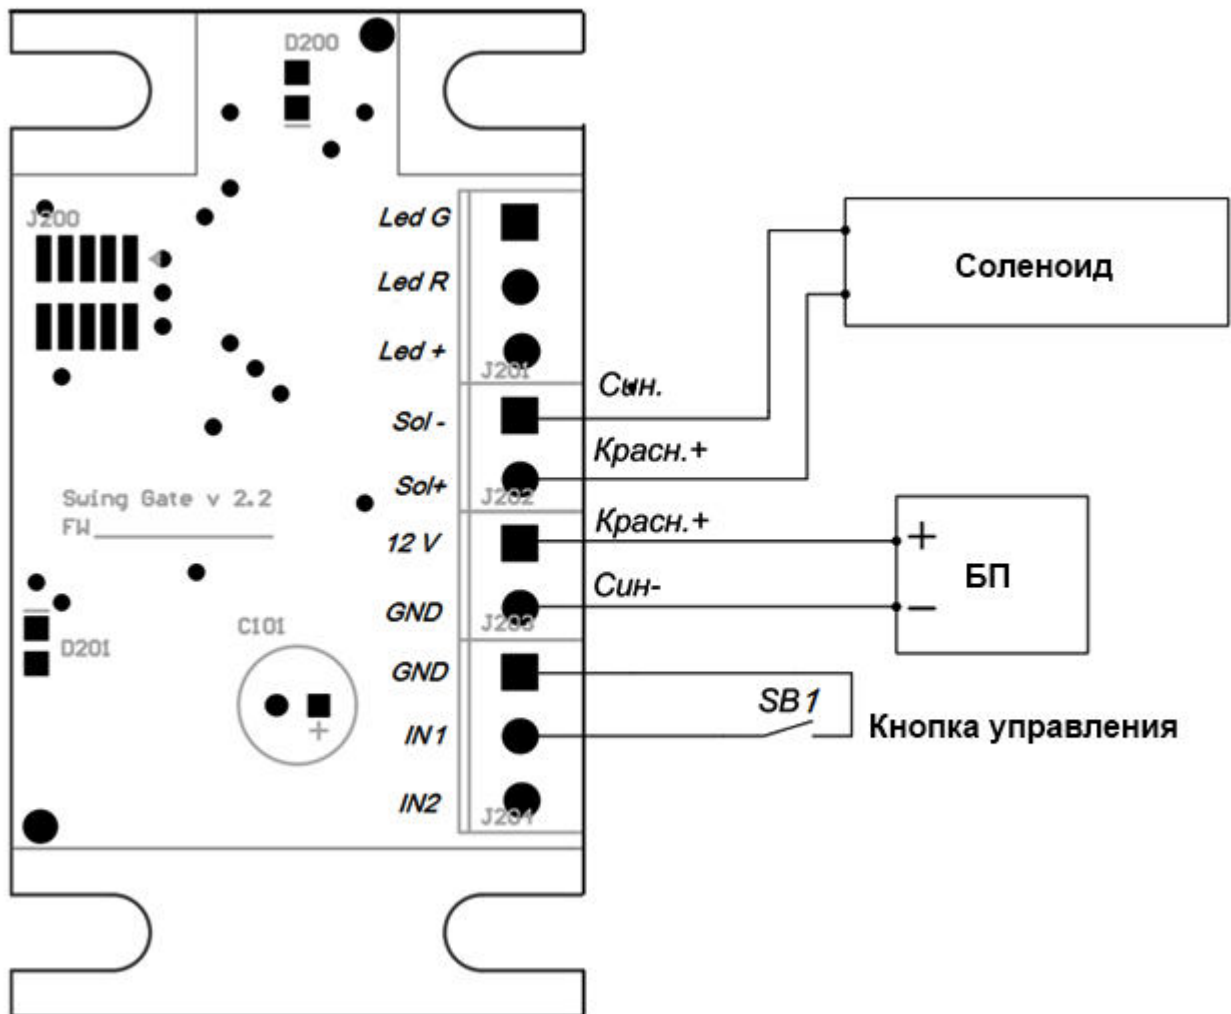 D200
J200
Led G
Led R
Led +
J201
Sol -
Sol+
J202
12 V
GND
J203
GND
IN1
IN2
J204
Swing Gate v 2.2
FW
D201
C101
+
Син.
Красн.+
Красн.+
Син-
SB1
Соленоид
+
БП
−
Кнопка управления